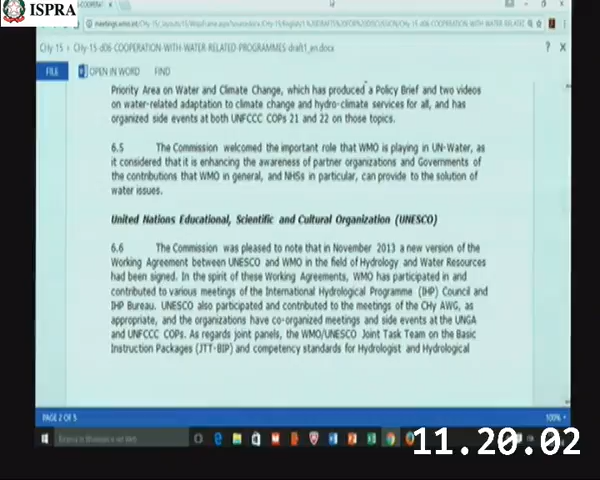 ISPRA
CHy 15 › CHy-15-d06-COOPERATION-WITH-WATER-RELATED-PROGRAMMES draft1_en.docx
? X
FILE
OPEN IN WORD FIND
Priority Area on Water and Climate Change, which has produced a Policy Brief and two videos
on water-related adaptation to climate change and hydro-climate services for all, and has
organized side events at both UNFCCC COPs 21 and 22 on those topics.
6.5 The Commission welcomed the important role that WMO is playing in UN-Water, as
it considered that it is enhancing the awareness of partner organizations and Governments of
the contributions that WMO in general, and NHSs in particular, can provide to the solution of
water issues.
United Nations Educational, Scientific and Cultural Organization (UNESCO)
6.6 The Commission was pleased to note that in November 2013 a new version of the
Working Agreement between UNESCO and WMO in the field of Hydrology and Water Resources
had been signed. In the spirit of these Working Agreements, WMO has participated in and
contributed to various meetings of the International Hydrological Programme (IHP) Council and
IHP Bureau. UNESCO also participated and contributed to the meetings of the CHy AWG, as
appropriate, and the organizations have co-organized meetings and side events at the UNGA
and UNFCCC COPs. As regards joint panels, the WMO/UNESCO Joint Task Team on the Basic
Instruction Packages (JTT-BIP) and competency standards for Hydrologist and Hydrological
PAGE 2 OF 5
100%
11.20.02